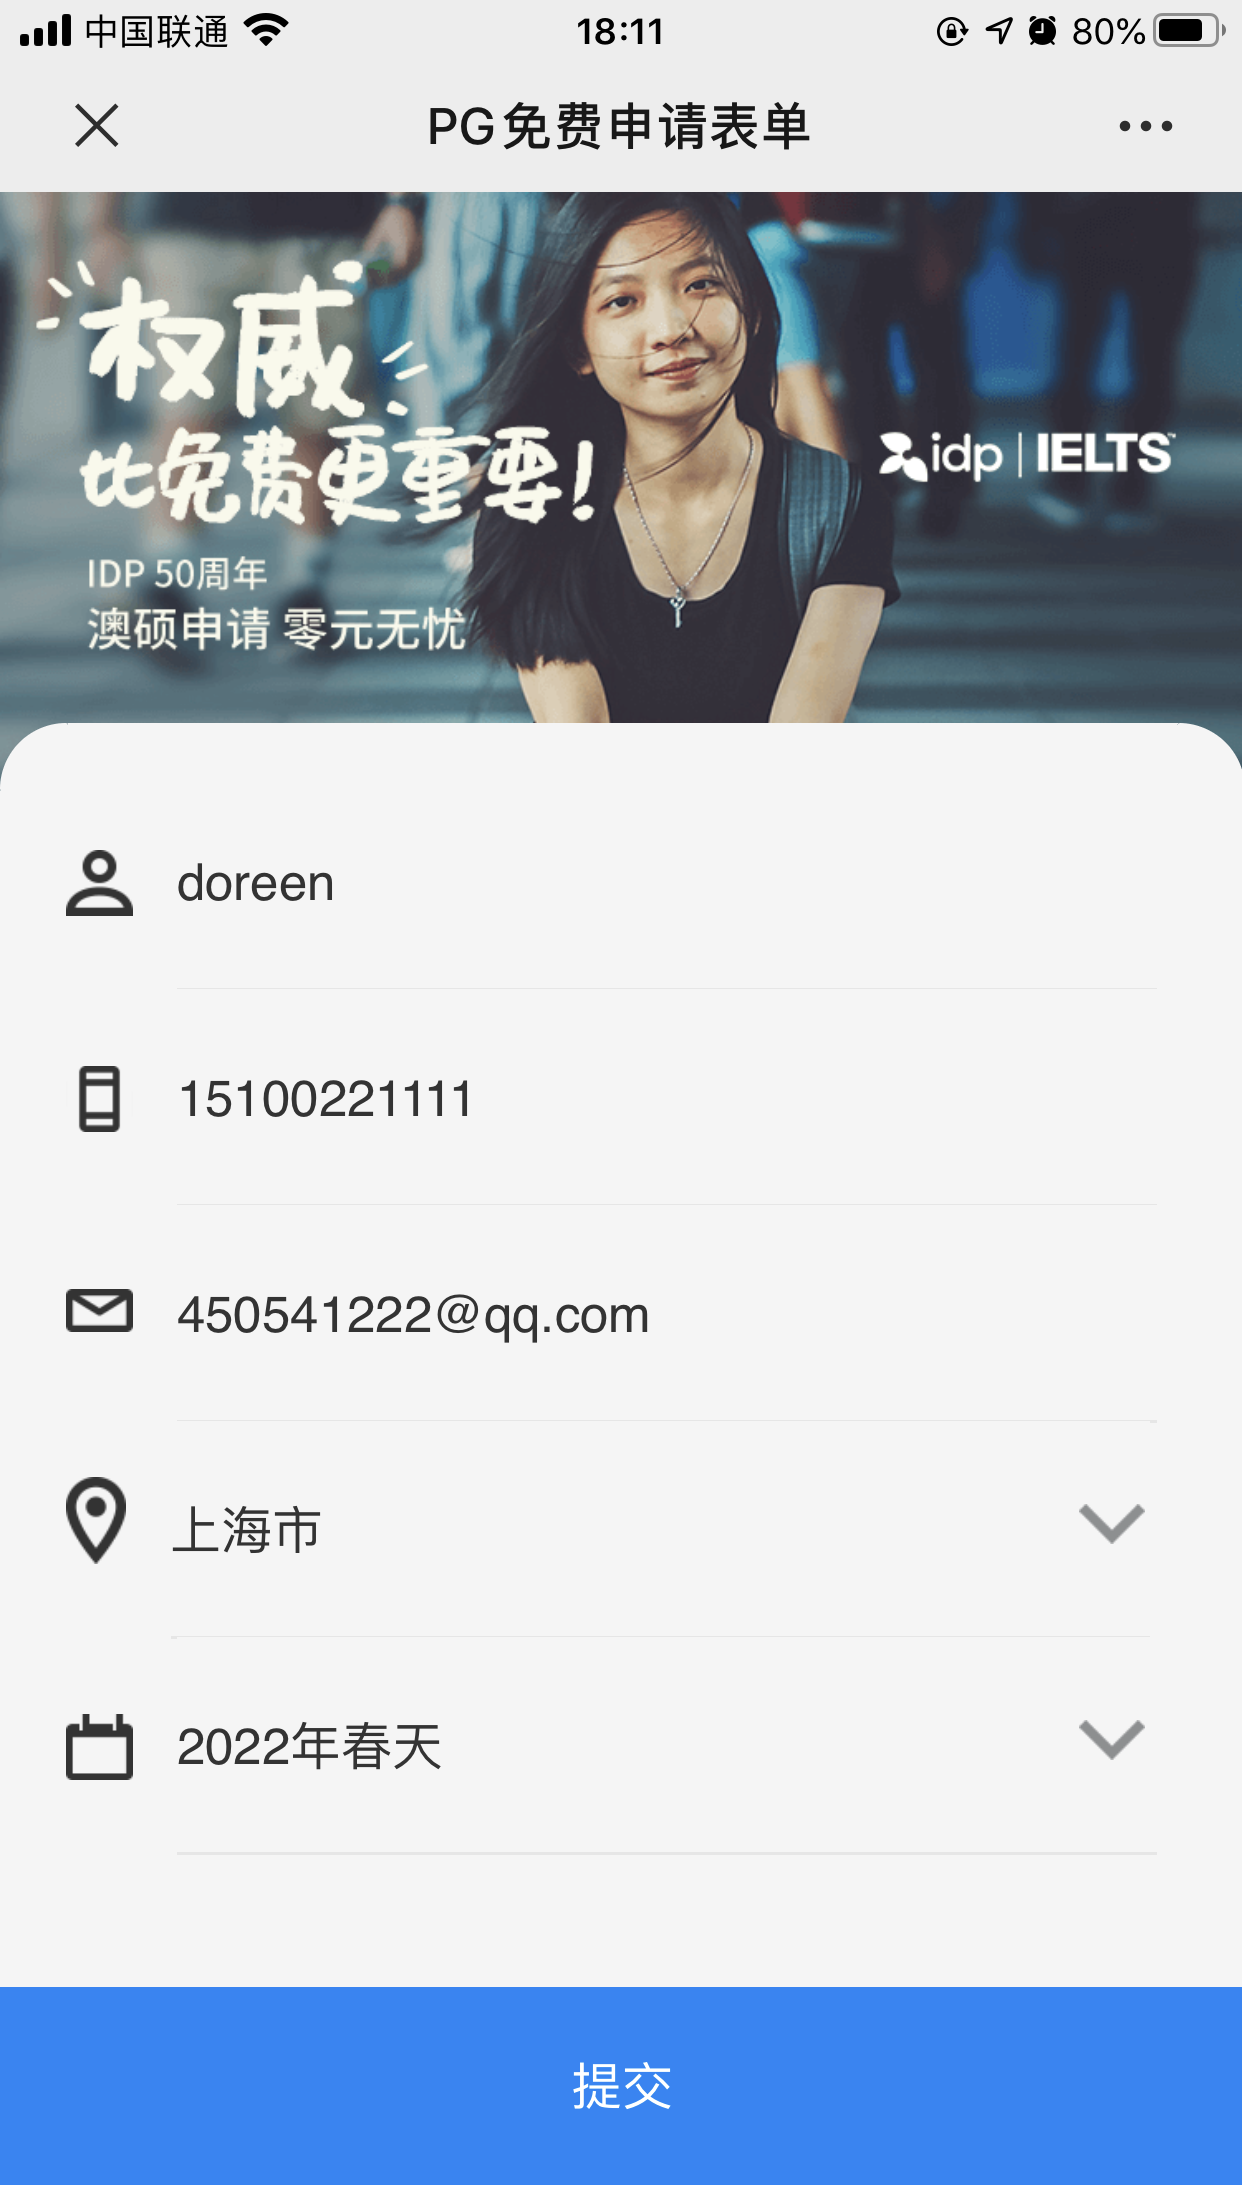 中国联通 18:11 80%
PG免费申请表单
权威
比免费更重要!
idp | IELTS™
IDP 50周年
澳硕申请 零元无忧
doreen
15100221111
450541222@qq.com
上海市
2022年春天
提交